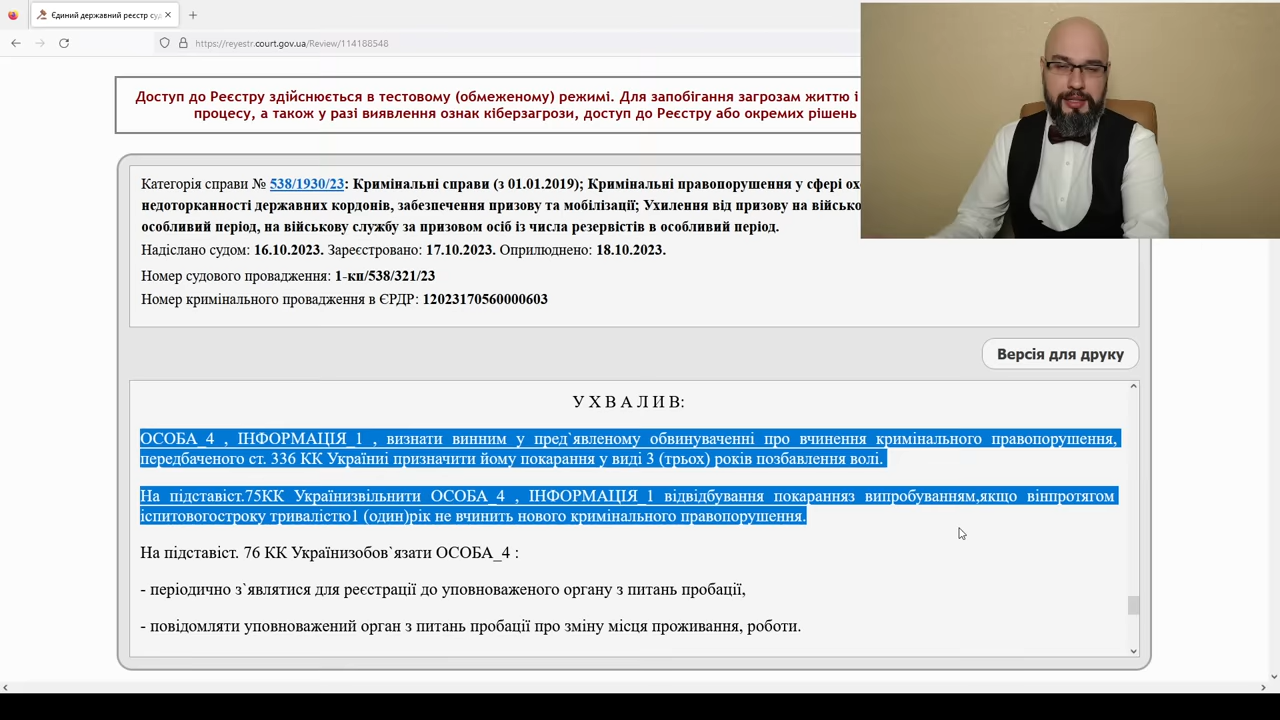 Єдиний державний реєстр суд
https://reyestr.court.gov.ua/Review/114188548
Доступ до Реєстру здійснюється в тестовому (обмеженому) режимі. Для запобігання загрозам життю і
процесу, а також у разі виявлення ознак кіберзагрози, доступ до Реєстру або окремих рішень
Категорія справи № 538/1930/23: Кримінальні справи (з 01.01.2019); Кримінальні правопорушення у сфері ох
недоторканності державних кордонів, забезпечення призову та мобілізації; Ухилення від призову на військо
особливий період, на військову службу за призовом осіб із числа резервістів в особливий період.
Надіслано судом: 16.10.2023. Зареєстровано: 17.10.2023. Оприлюднено: 18.10.2023.
Номер судового провадження: 1-кп/538/321/23
Номер кримінального провадження в ЄРДР: 12023170560000603
Версія для друку
У Х В А Л И В:
ОСОБА_4 , ІНФОРМАЦІЯ_1 , визнати винним у пред`явленому обвинуваченні про вчинення кримінального правопорушення,
передбаченого ст. 336 КК Україниі призначити йому покарання у виді 3 (трьох) років позбавлення волі.
На підставіст.75КК Українизвільнити ОСОБА_4 , ІНФОРМАЦІЯ_1 відвідбування покаранняз випробуванням,якщо вінпротягом
іспитовогостроку тривалістю1 (один)рік не вчинить нового кримінального правопорушення.
На підставіст. 76 КК Українизобов`язати ОСОБА_4 :
- періодично з`являтися для реєстрації до уповноваженого органу з питань пробації,
- повідомляти уповноважений орган з питань пробації про зміну місця проживання, роботи.